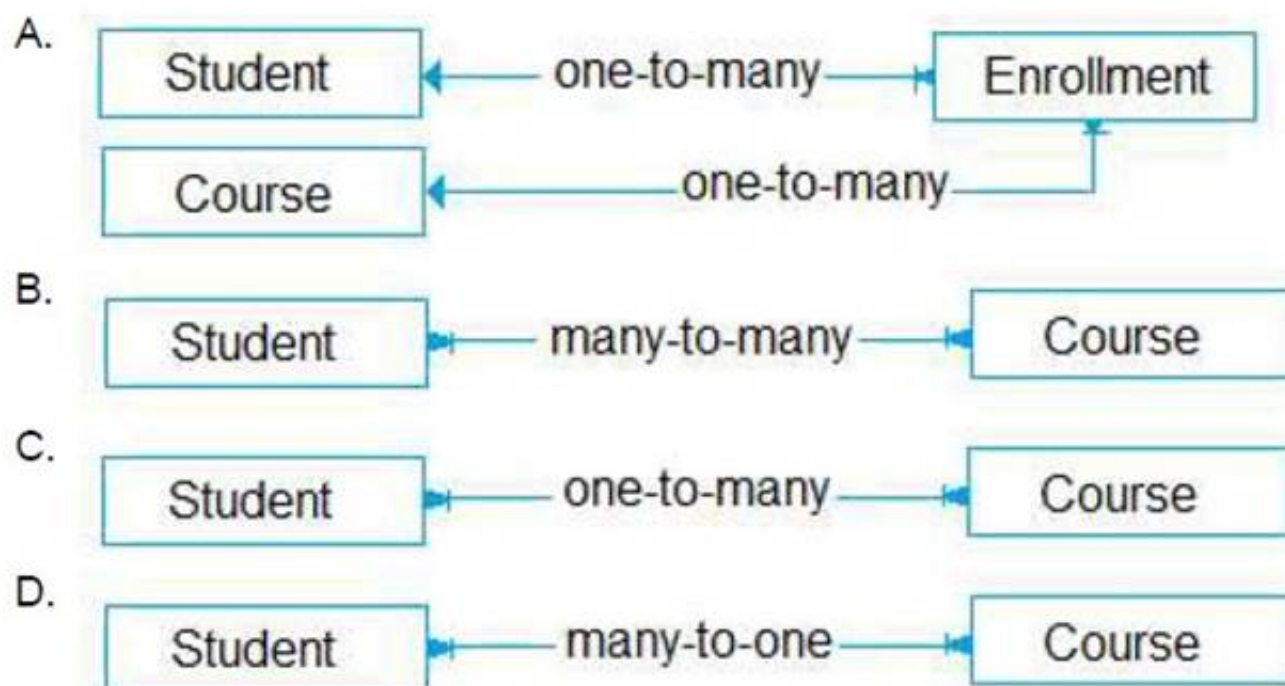 A.
Student one-to-many Enrollment
Course one-to-many
B.
Student many-to-many Course
C.
Student one-to-many Course
D.
Student many-to-one Course